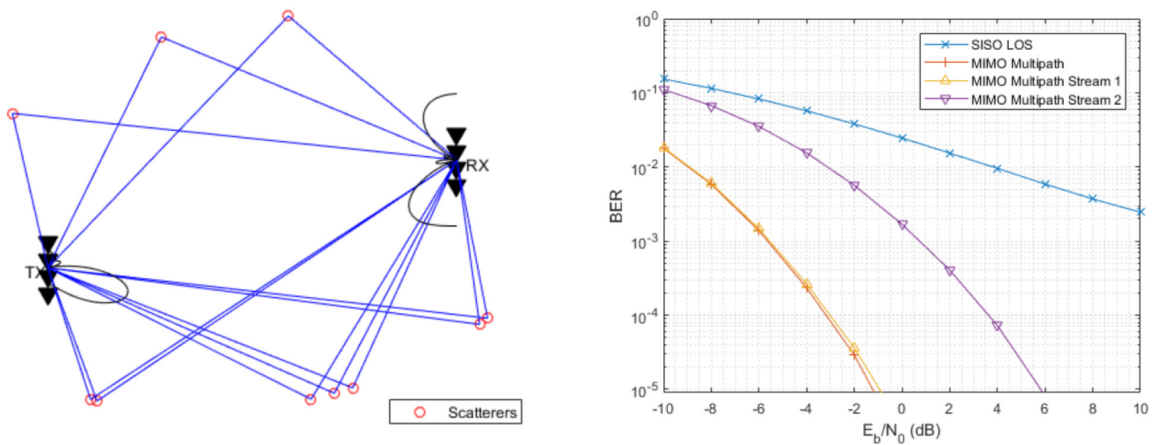 TX
RX
Scatterers
10^0
10^-1
10^-2
10^-3
10^-4
10^-5
BER
-10 -8 -6 -4 -2 0 2 4 6 8 10
E_b/N_0 (dB)
SISO LOS
MIMO Multipath
MIMO Multipath Stream 1
MIMO Multipath Stream 2